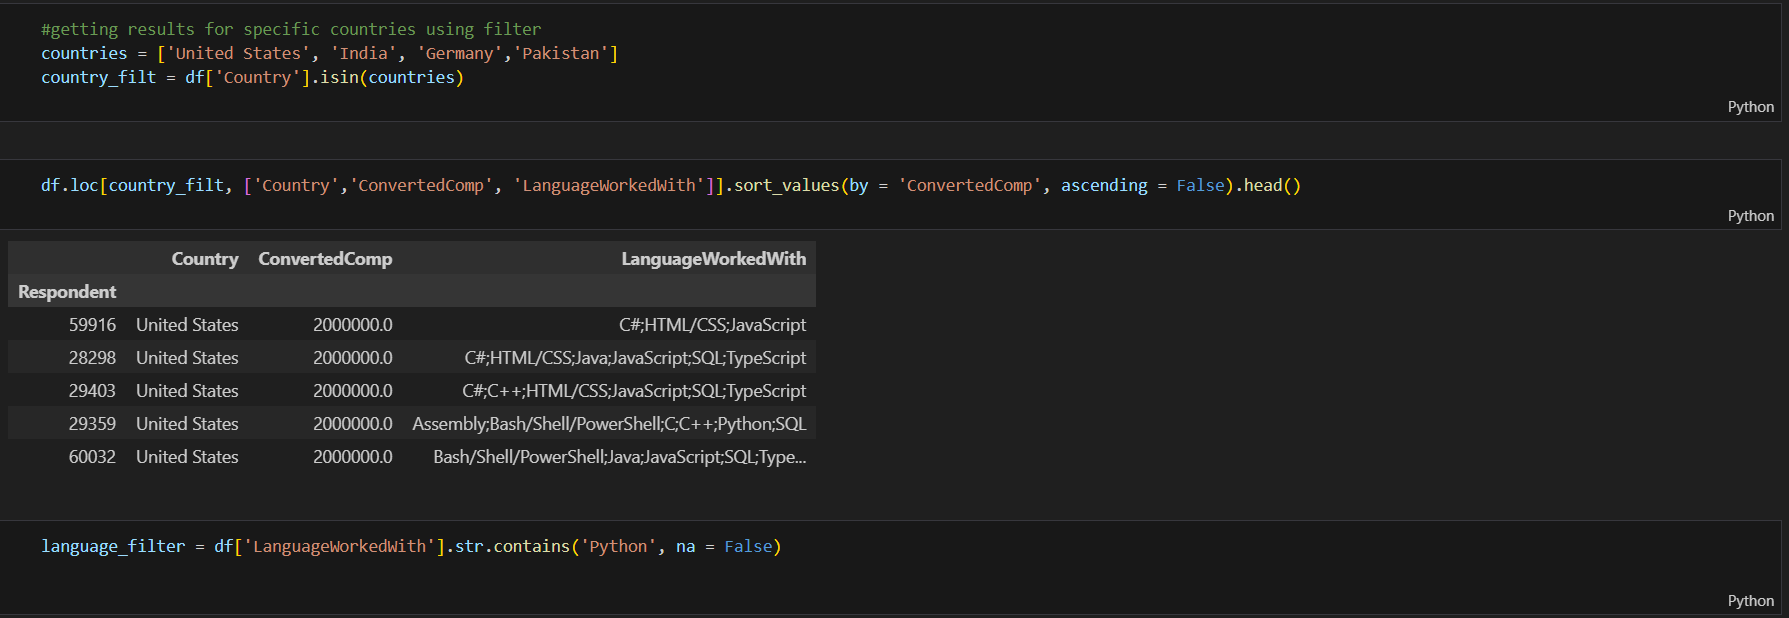 #getting results for specific countries using filter
countries = ['United States', 'India', 'Germany','Pakistan']
country_filt = df['Country'].isin(countries)
Python
df.loc[country_filt, ['Country','ConvertedComp', 'LanguageWorkedWith']].sort_values(by = 'ConvertedComp', ascending = False).head()
Python
Country ConvertedComp LanguageWorkedWith
Respondent
59916 United States 2000000.0 C#;HTML/CSS;JavaScript
28298 United States 2000000.0 C#;HTML/CSS;Java;JavaScript;SQL;TypeScript
29403 United States 2000000.0 C#;C++;HTML/CSS;JavaScript;SQL;TypeScript
29359 United States 2000000.0 Assembly;Bash/Shell/PowerShell;C;C++;Python;SQL
60032 United States 2000000.0 Bash/Shell/PowerShell;Java;JavaScript;SQL;Type...
language_filter = df['LanguageWorkedWith'].str.contains('Python', na = False)
Python